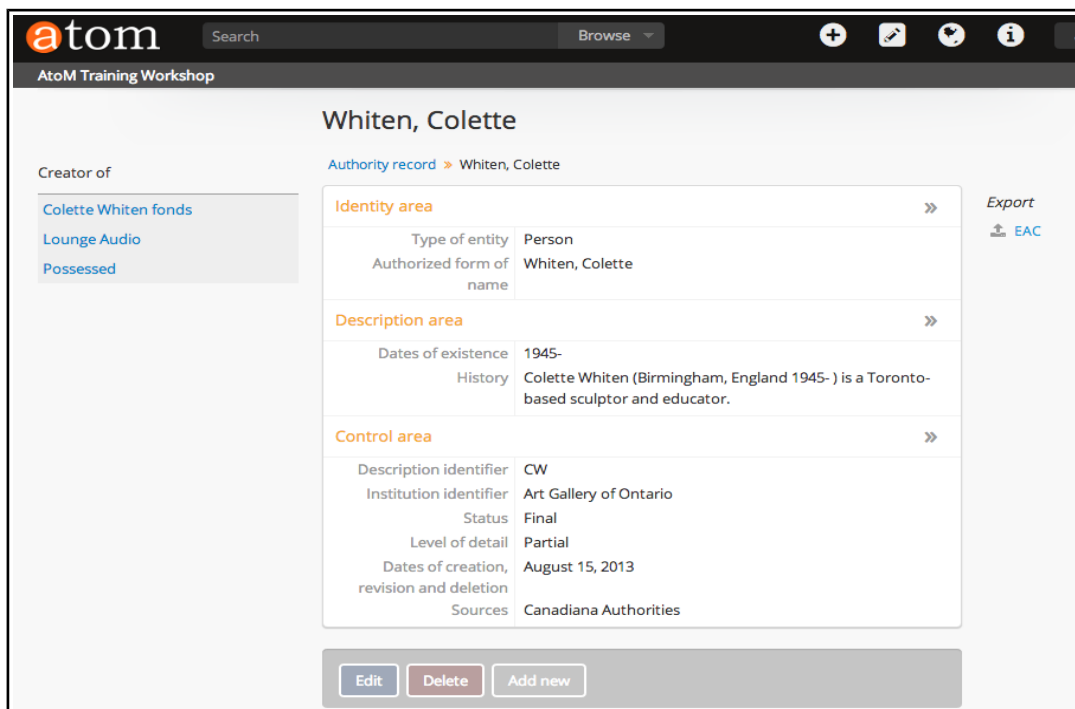 atom Search Browse
AtoM Training Workshop
Whiten, Colette
Authority record » Whiten, Colette
Creator of
Colette Whiten fonds
Lounge Audio
Possessed
Identity area »
Type of entity Person
Authorized form of Whiten, Colette
name
Description area »
Dates of existence 1945-
History Colette Whiten (Birmingham, England 1945- ) is a Toronto-
based sculptor and educator.
Control area »
Description identifier CW
Institution identifier Art Gallery of Ontario
Status Final
Level of detail Partial
Dates of creation, August 15, 2013
revision and deletion
Sources Canadiana Authorities
Edit Delete Add new
Export
EAC